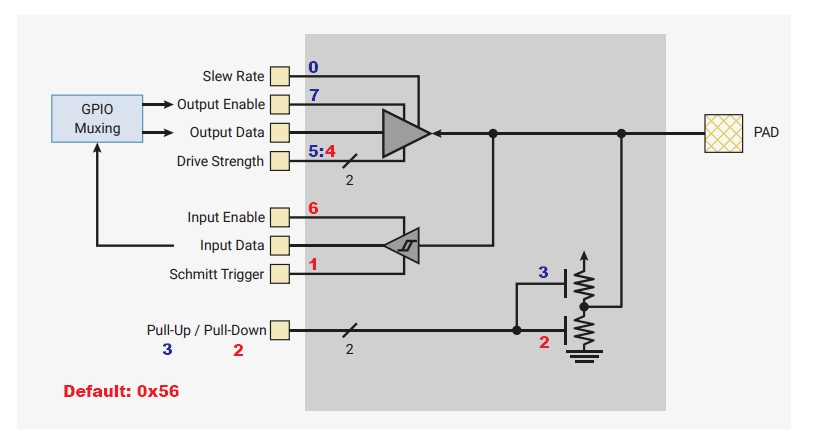 Slew Rate 0
GPIO
Muxing
Output Enable 7
Output Data
Drive Strength 5:4
2
PAD
Input Enable 6
Input Data
Schmitt Trigger 1
3
Pull-Up / Pull-Down
3 2
2
2
Default: 0x56